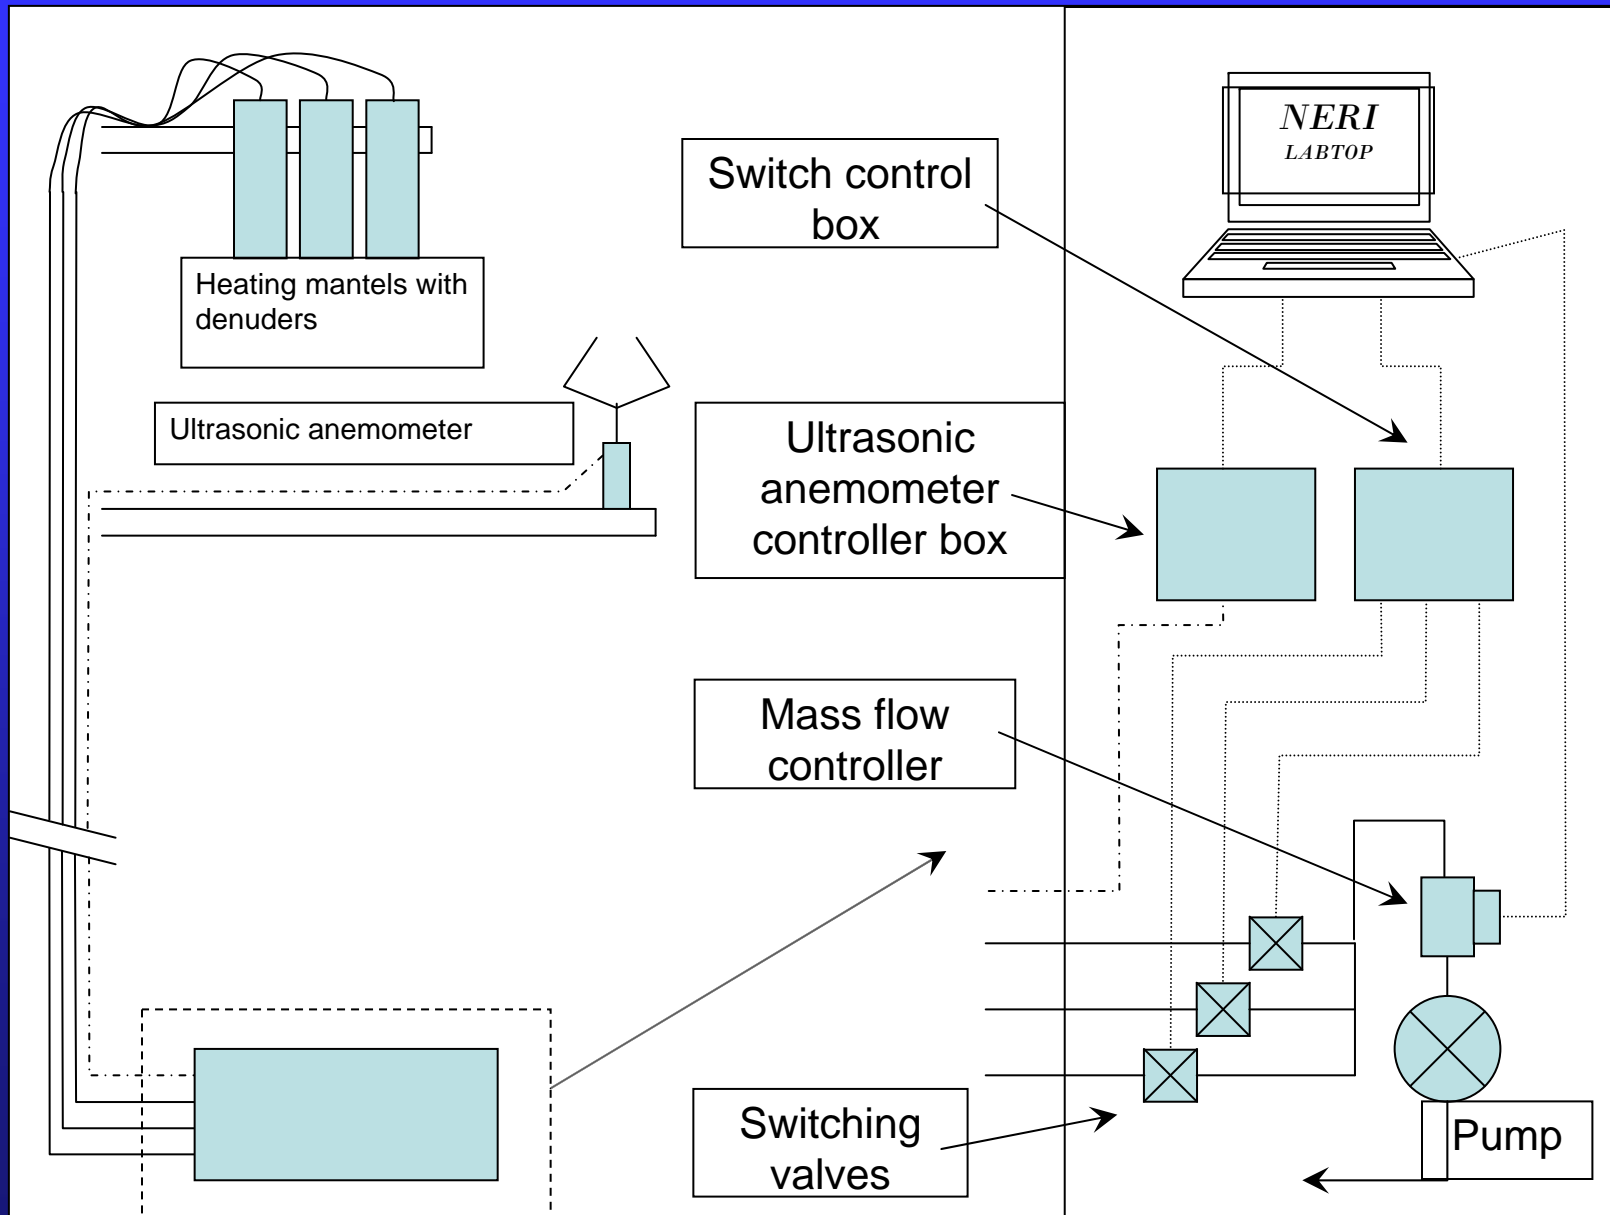 NERI
LABTOP
Switch control
box
Heating mantels with
denuders
Ultrasonic anemometer
Ultrasonic
anemometer
controller box
Mass flow
controller
Switching
valves
Pump